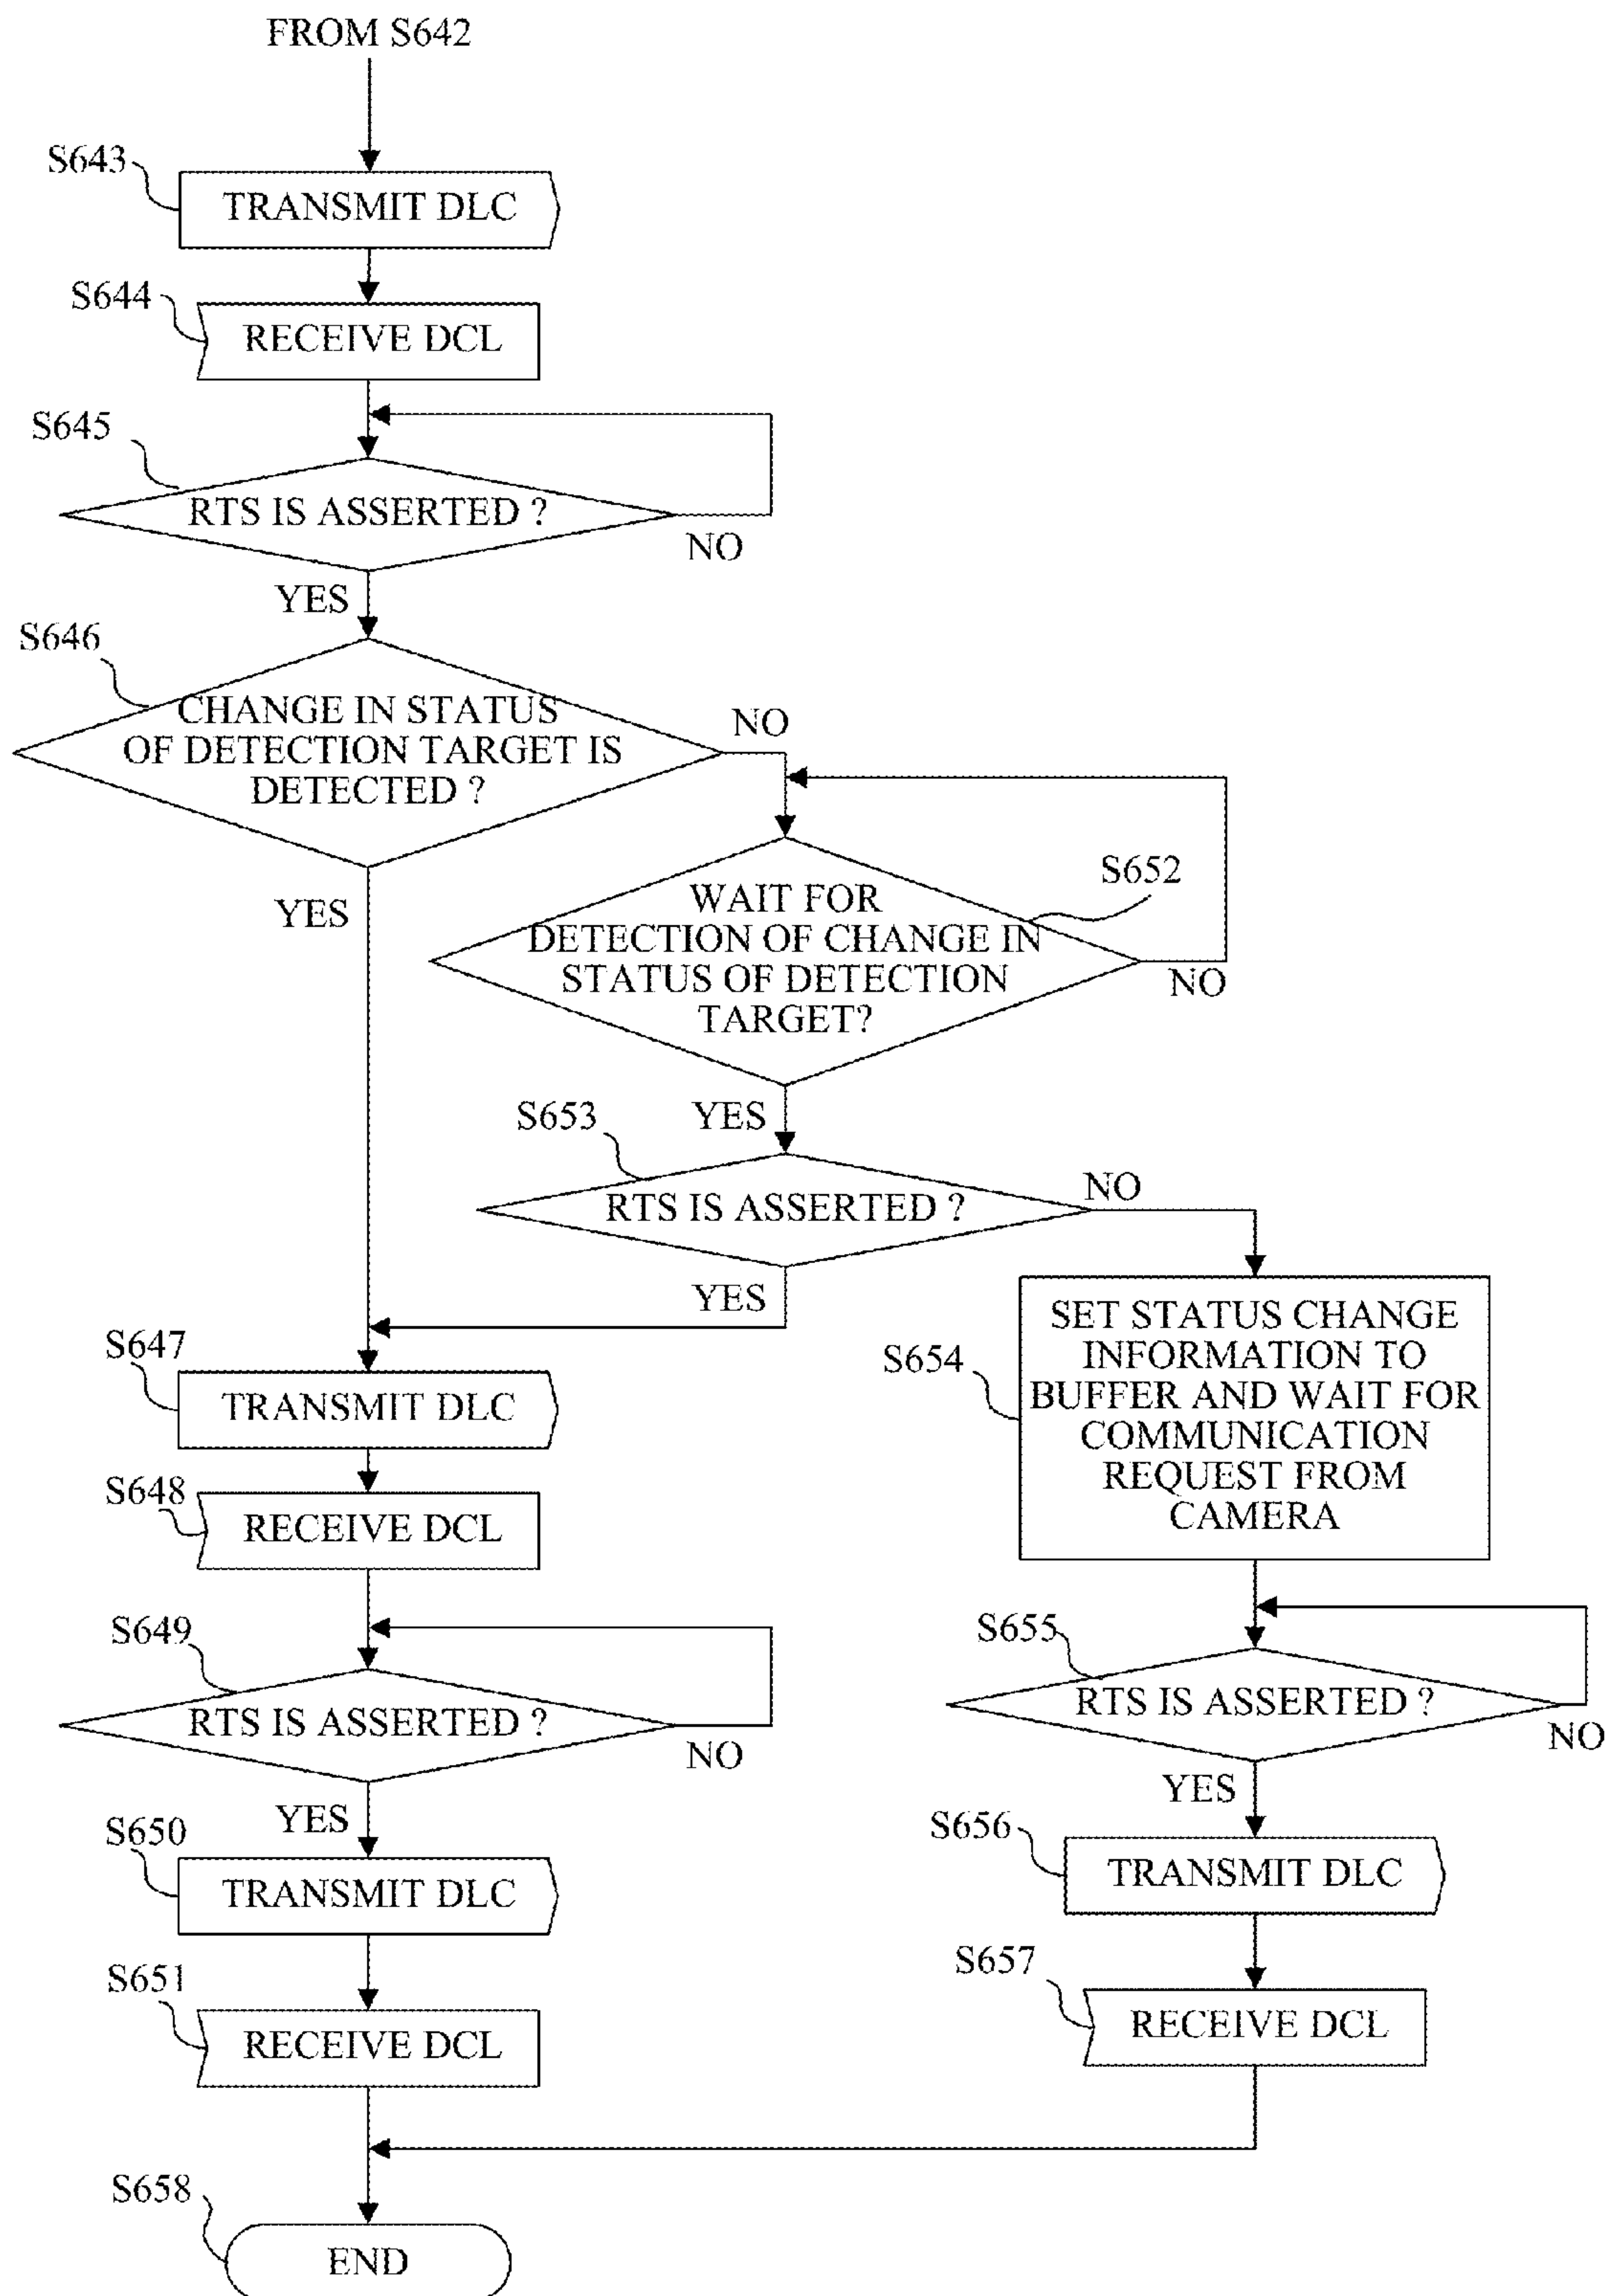 FROM S642
S643
TRANSMIT DLC
S644
RECEIVE DCL
S645
RTS IS ASSERTED ?
NO
YES
S646
CHANGE IN STATUS
OF DETECTION TARGET IS
DETECTED ?
NO
YES
S652
WAIT FOR
DETECTION OF CHANGE IN
STATUS OF DETECTION
TARGET?
NO
YES
S653
RTS IS ASSERTED ?
NO
YES
S654
SET STATUS CHANGE
INFORMATION TO
BUFFER AND WAIT FOR
COMMUNICATION
REQUEST FROM
CAMERA
S647
TRANSMIT DLC
S648
RECEIVE DCL
S649
RTS IS ASSERTED ?
NO
YES
S655
RTS IS ASSERTED ?
NO
YES
S650
TRANSMIT DLC
S656
TRANSMIT DLC
S651
RECEIVE DCL
S657
RECEIVE DCL
S658
END